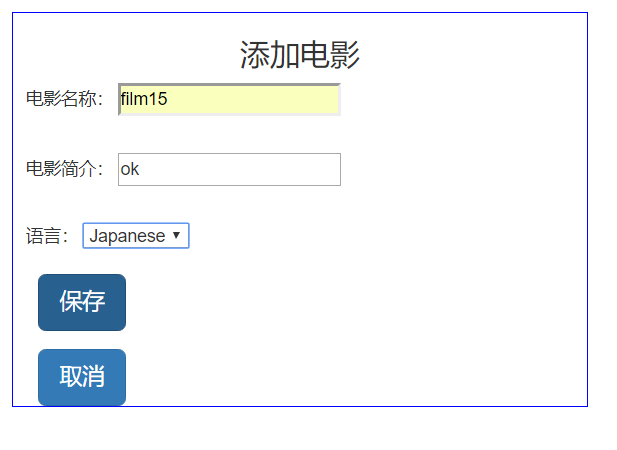 添加电影
电影名称： film15
电影简介： ok
语言： Japanese
保存
取消